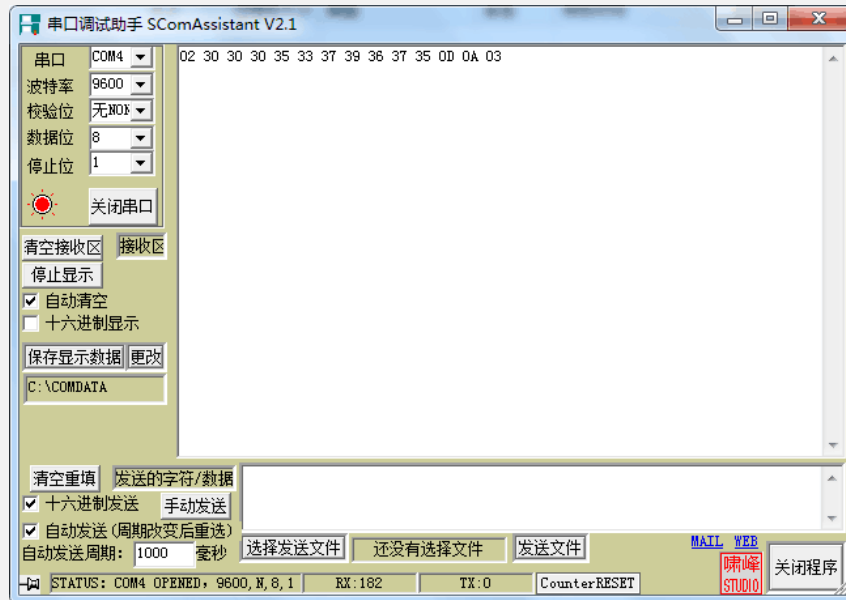 串口调试助手 SComAssistant V2.1
串口 COM4
波特率 9600
校验位 无NON
数据位 8
停止位 1
关闭串口
02 30 30 30 35 33 37 39 36 37 35 0D 0A 03
清空接收区 接收区
停止显示
自动清空
十六进制显示
保存显示数据 更改
C:\COMDATA
清空重填 发送的字符/数据
十六进制发送 手动发送
自动发送(周期改变后重选)
自动发送周期: 1000 毫秒 选择发送文件 还没有选择文件 发送文件
MAIL WEB
啸峰
STUDIO
关闭程序
STATUS: COM4 OPENED, 9600,N,8,1 RX:182 TX:0 CounterRESET